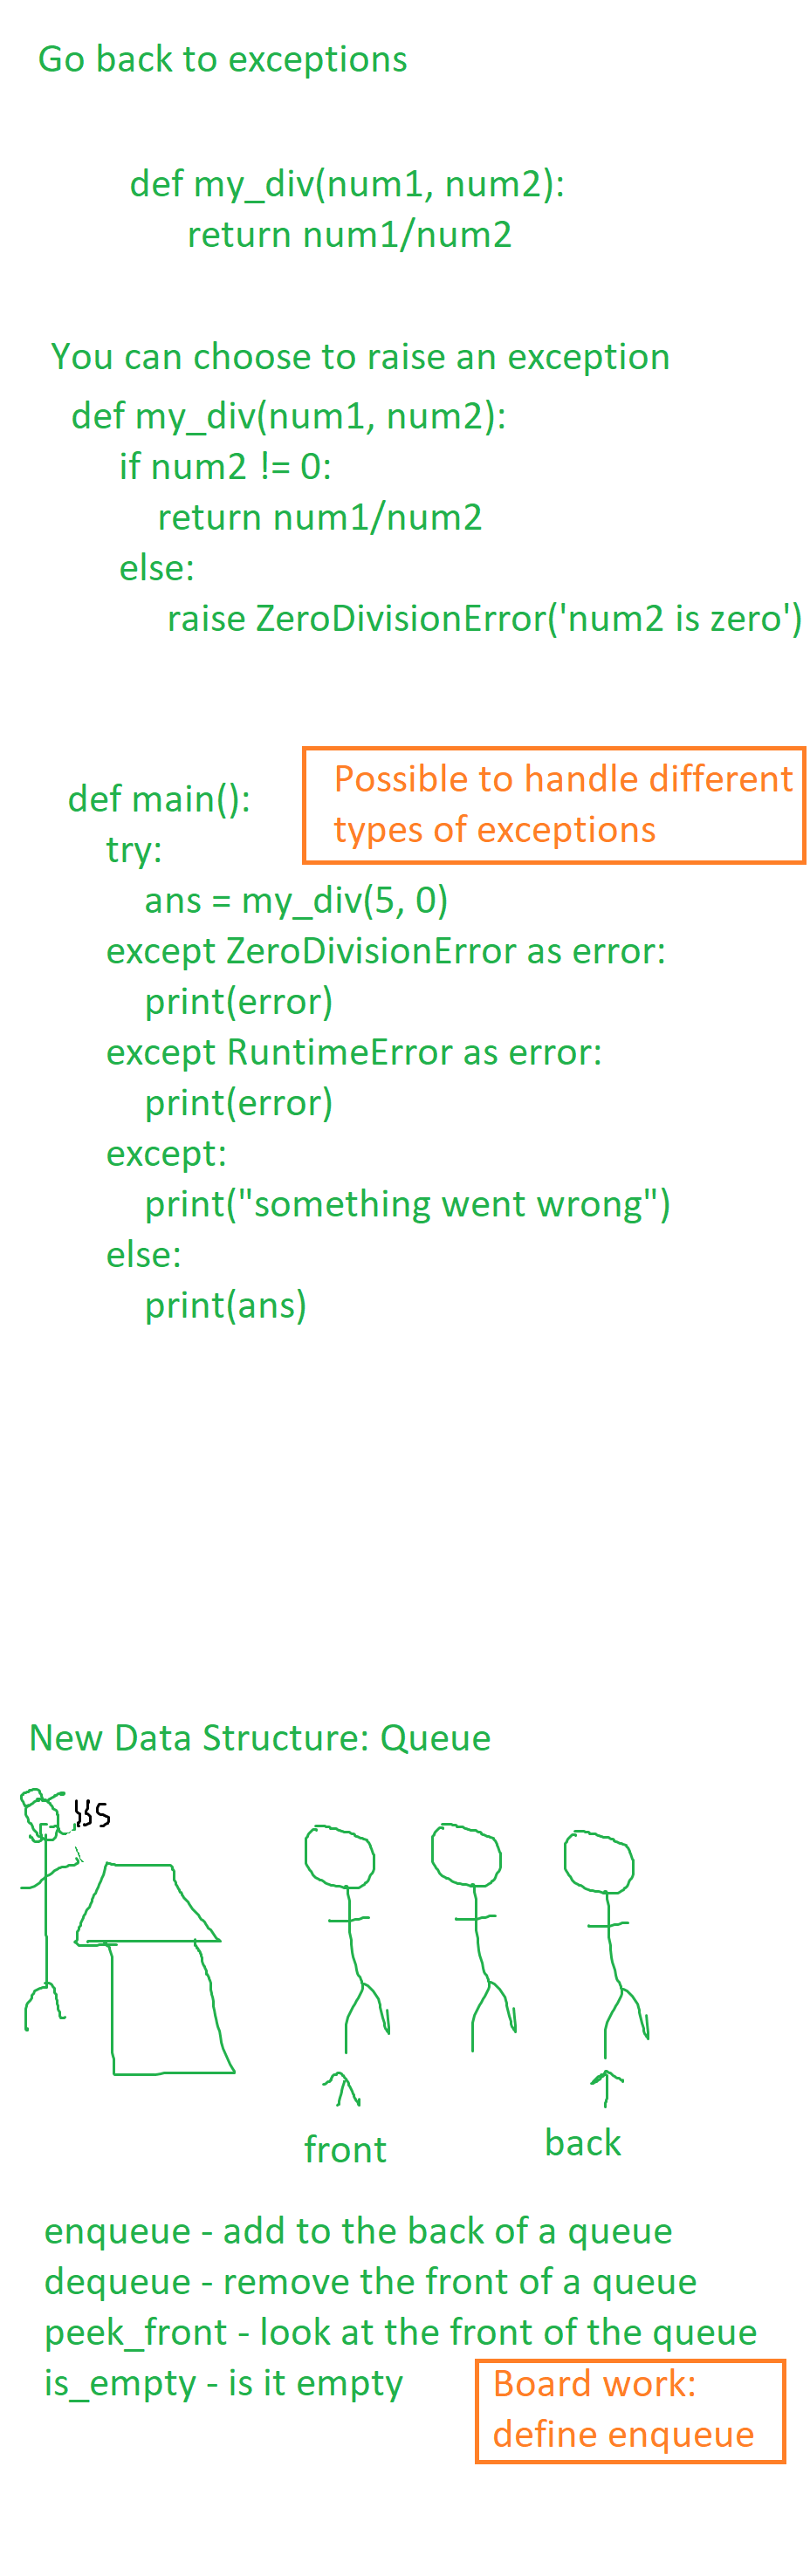 Go back to exceptions
def my_div(num1, num2):
return num1/num2
You can choose to raise an exception
def my_div(num1, num2):
if num2 != 0:
return num1/num2
else:
raise ZeroDivisionError('num2 is zero')
Possible to handle different
types of exceptions
def main():
try:
ans = my_div(5, 0)
except ZeroDivisionError as error:
print(error)
except RuntimeError as error:
print(error)
except:
print("something went wrong")
else:
print(ans)
New Data Structure: Queue
front
back
enqueue - add to the back of a queue
dequeue - remove the front of a queue
peek_front - look at the front of the queue
is_empty - is it empty
Board work:
define enqueue